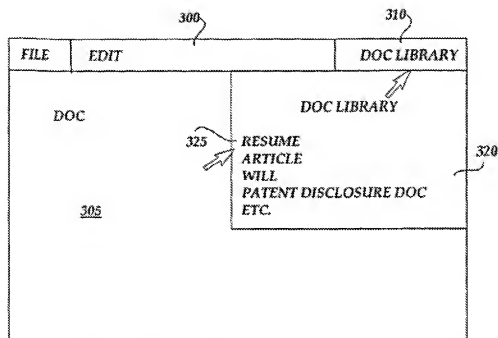 300
310
FILE EDIT DOC LIBRARY
DOC LIBRARY
DOC
325
RESUME
320
ARTICLE
WILL
PATENT DISCLOSURE DOC
305
ETC.